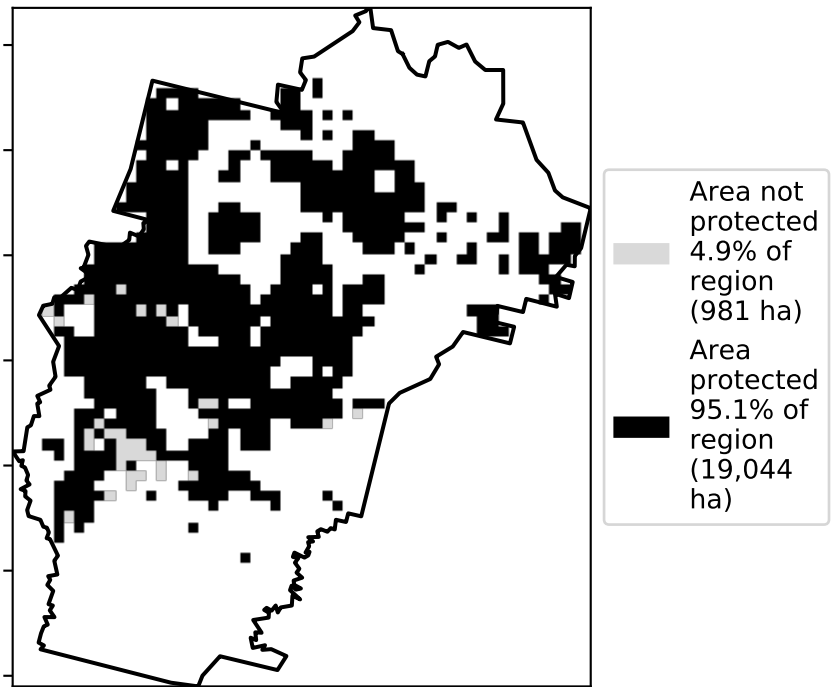 Area not
protected
4.9% of
region
(981 ha)
Area
protected
95.1% of
region
(19,044
ha)